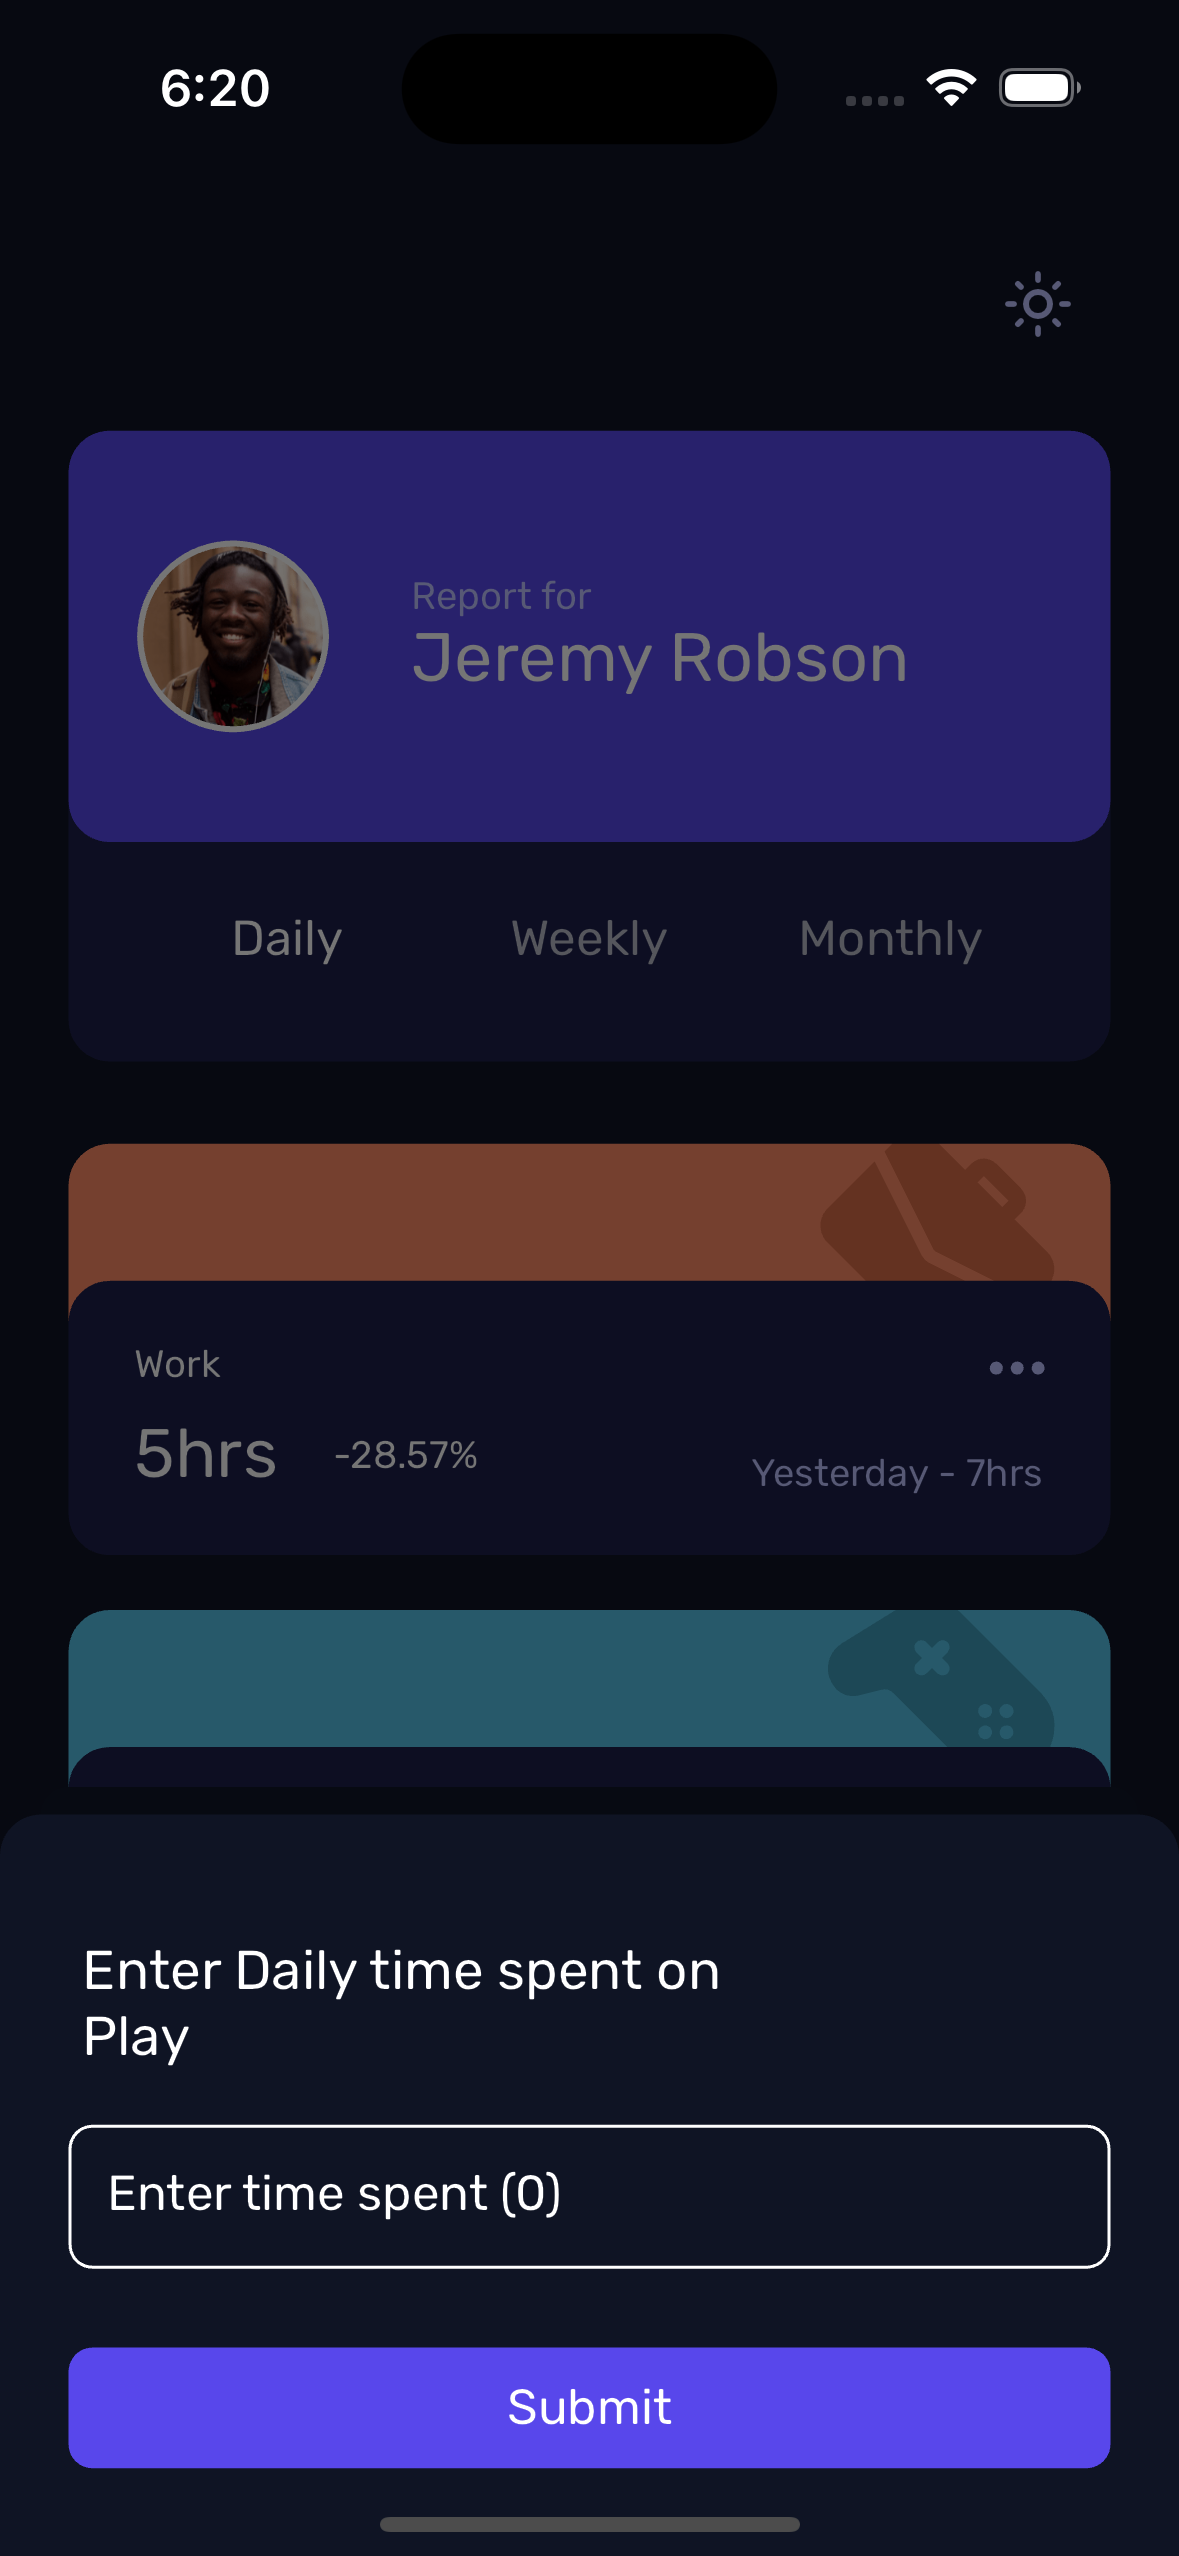 6:20
Report for
Jeremy Robson
Daily Weekly Monthly
Work
5hrs -28.57%
Yesterday - 7hrs
Enter Daily time spent on
Play
Enter time spent (0)
Submit